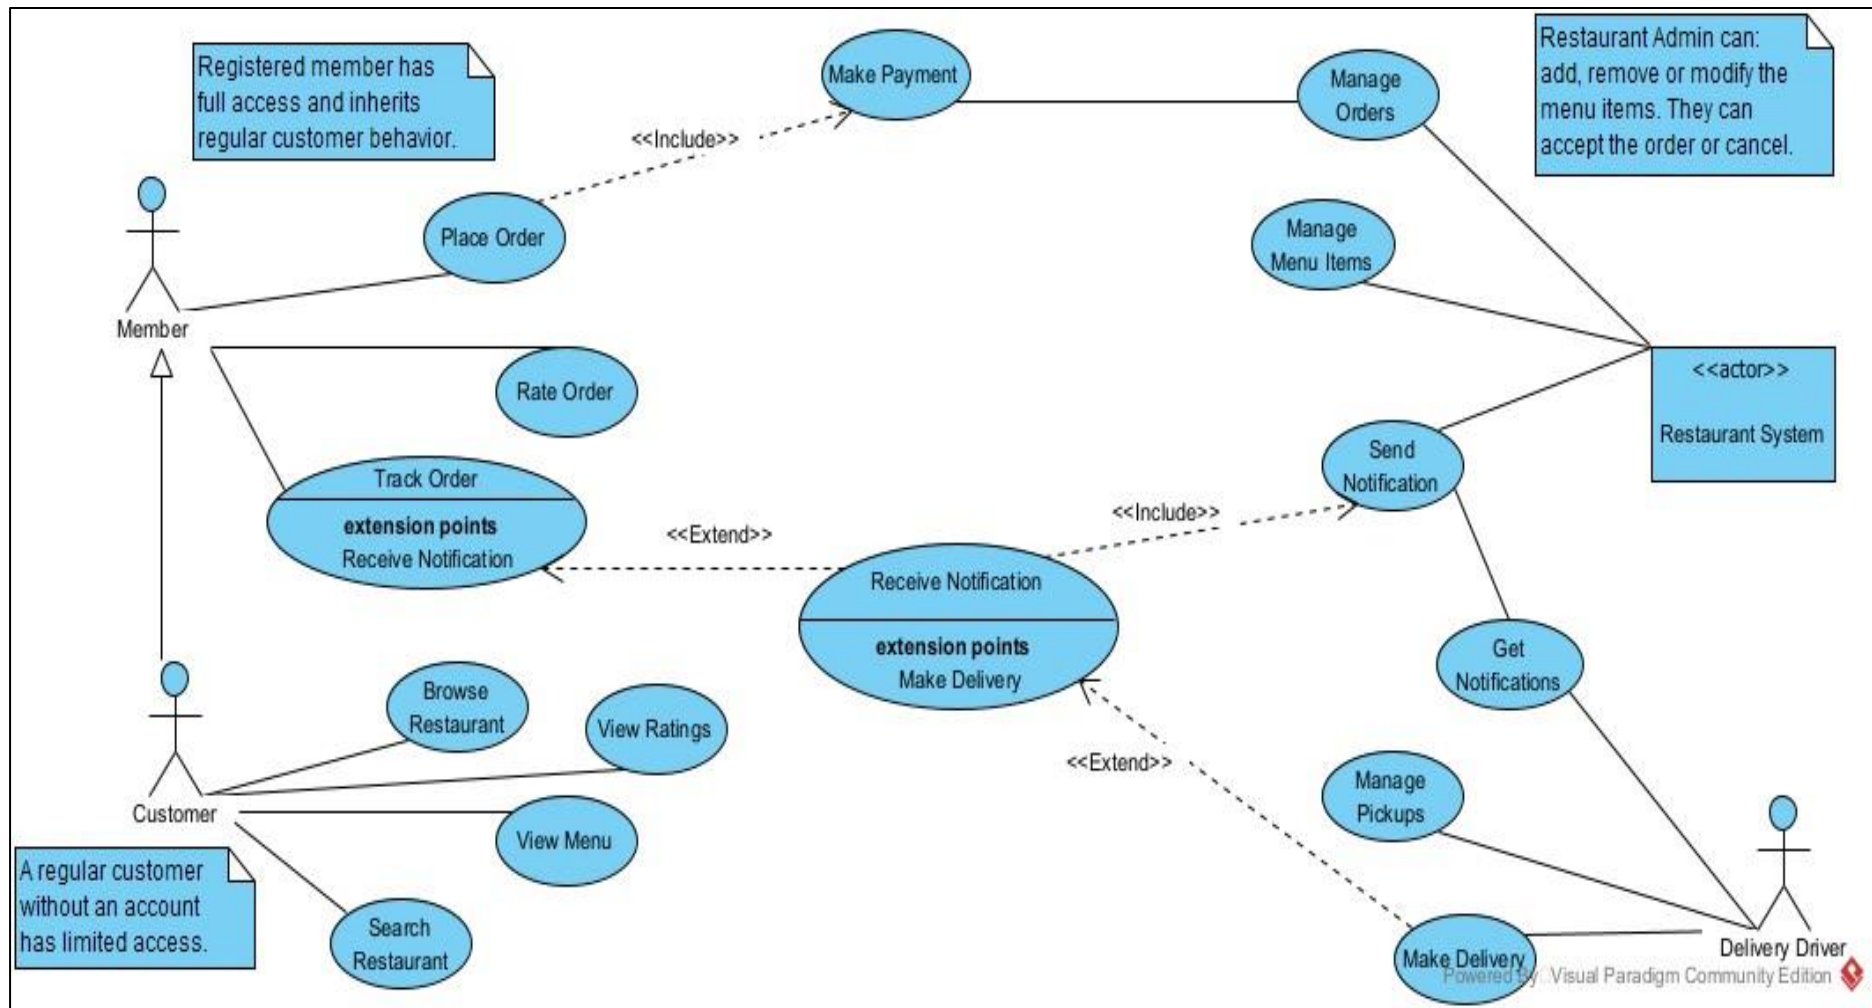 Registered member has
full access and inherits
regular customer behavior.
Make Payment
Manage
Orders
Restaurant Admin can:
add, remove or modify the
menu items. They can
accept the order or cancel.
<<Include>>
Place Order
Manage
Menu Items
Member
Rate Order
<<actor>>
Restaurant System
Track Order
extension points
Receive Notification
<<Extend>>
<<Include>>
Send
Notification
Receive Notification
extension points
Make Delivery
Get
Notifications
Browse
Restaurant
View Ratings
<<Extend>>
Manage
Pickups
Customer
View Menu
A regular customer
without an account
has limited access.
Search
Restaurant
Make Delivery
Delivery Driver
Powered By Visual Paradigm Community Edition